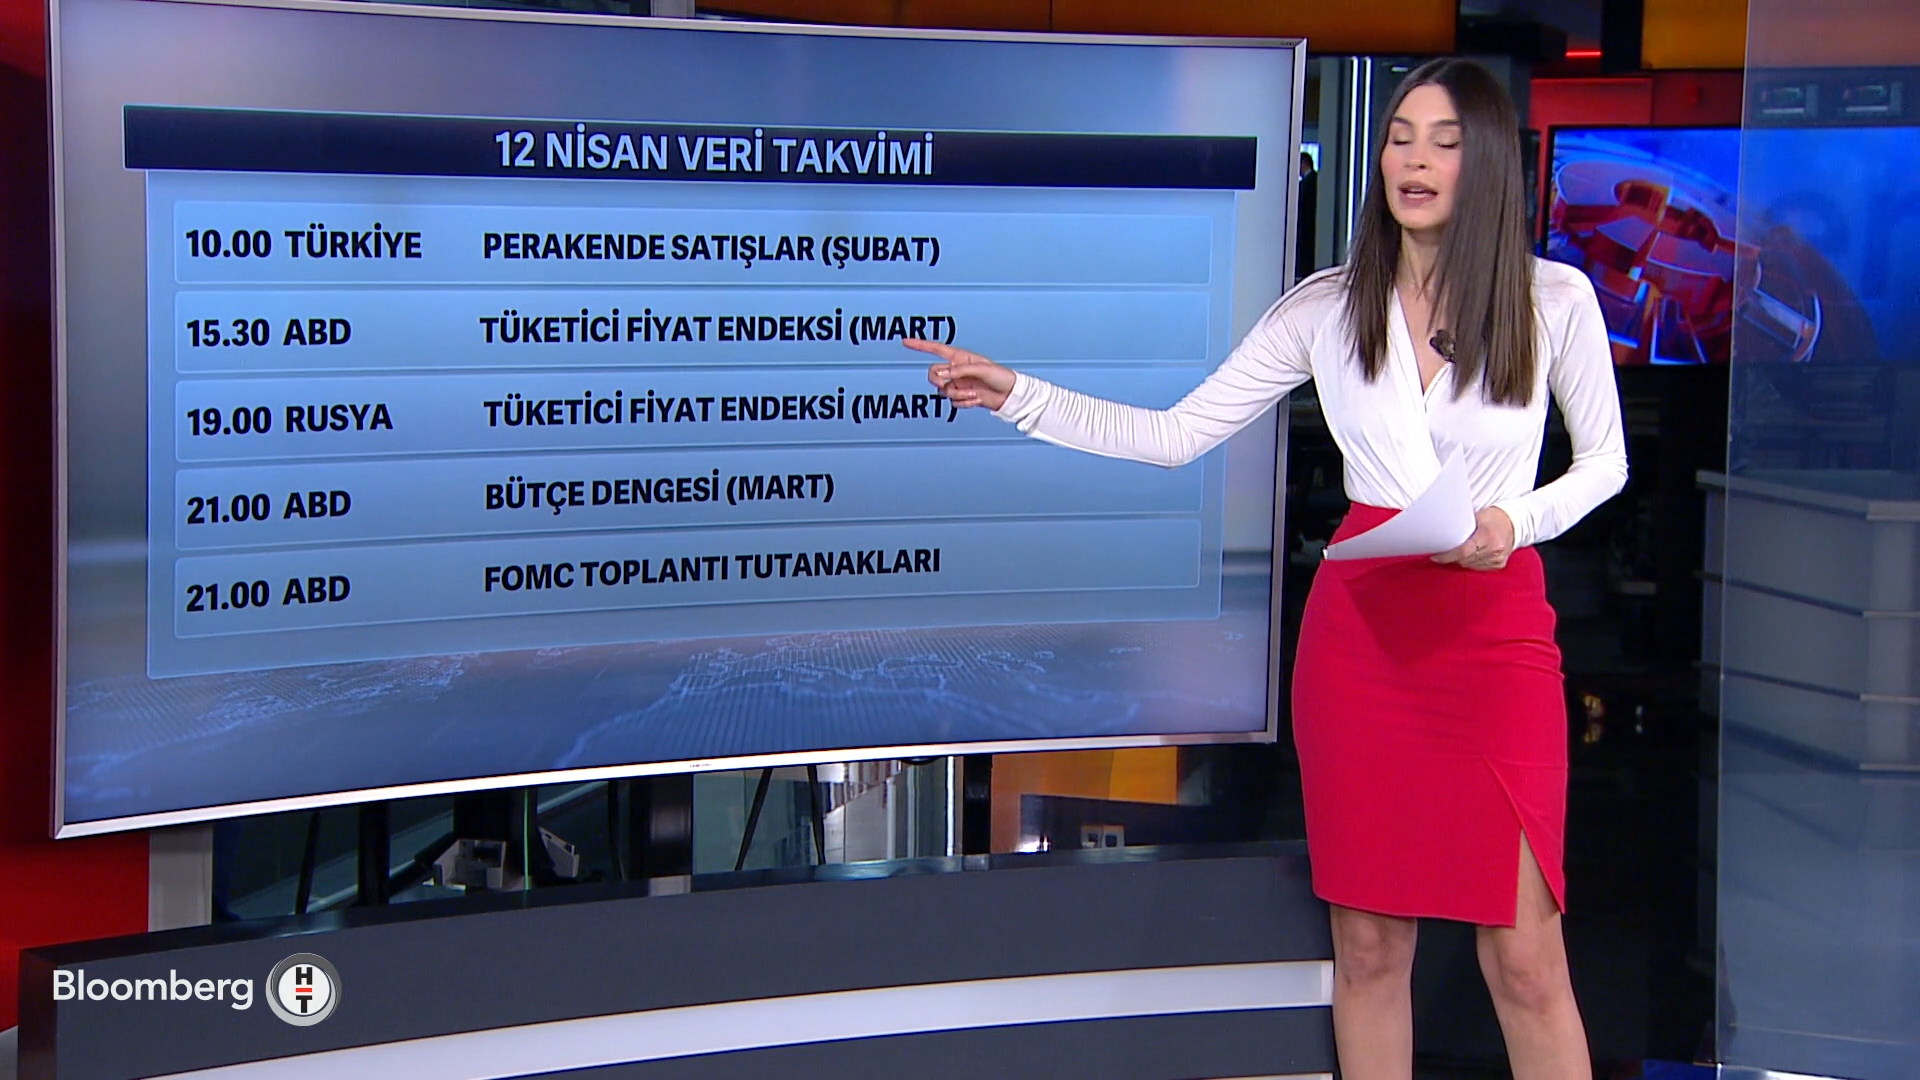 12 NİSAN VERİ TAKVİMİ
10.00 TÜRKİYE PERAKENDE SATIŞLAR (ŞUBAT)
15.30 ABD TÜKETİCİ FİYAT ENDEKSİ (MART)
19.00 RUSYA TÜKETİCİ FİYAT ENDEKSİ (MART)
21.00 ABD BÜTÇE DENGESİ (MART)
21.00 ABD FOMC TOPLANTI TUTANAKLARI
Bloomberg HT